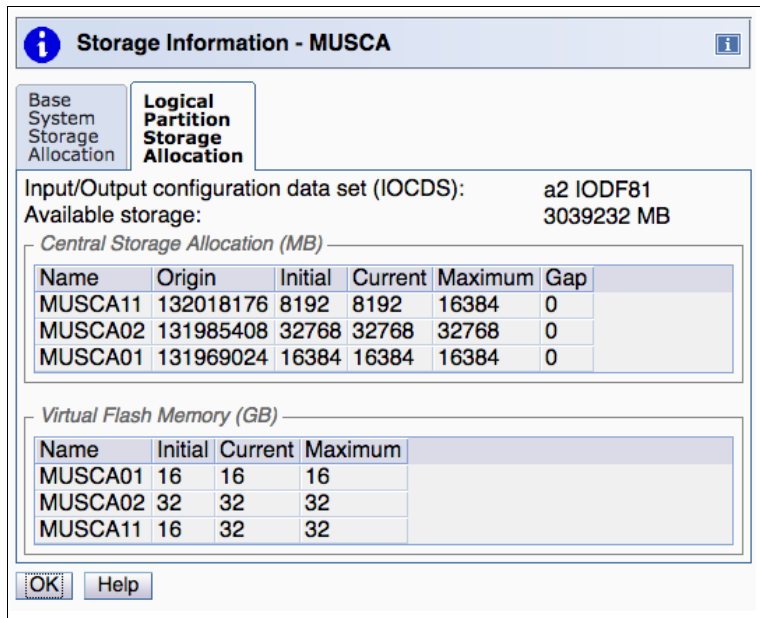 Storage Information - MUSCA
Base
System
Storage
Allocation
Logical
Partition
Storage
Allocation
Input/Output configuration data set (IOCDS): a2 IODF81
Available storage: 3039232 MB
Central Storage Allocation (MB)
Name Origin Initial Current Maximum Gap
MUSCA11 132018176 8192 8192 16384 0
MUSCA02 131985408 32768 32768 32768 0
MUSCA01 131969024 16384 16384 16384 0
Virtual Flash Memory (GB)
Name Initial Current Maximum
MUSCA01 16 16 16
MUSCA02 32 32 32
MUSCA11 16 32 32
OK Help